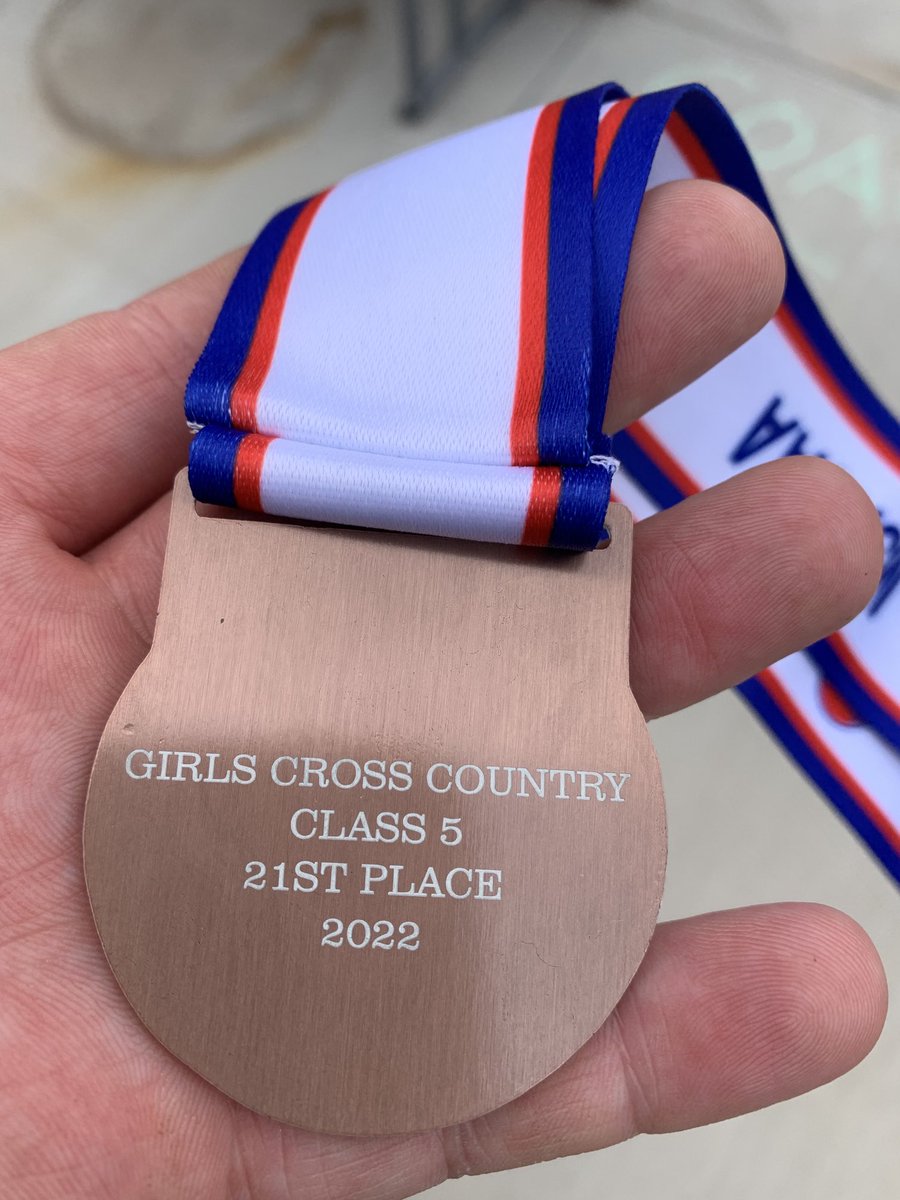 GIRLS CROSS COUNTRY
CLASS 5
21ST PLACE
2022